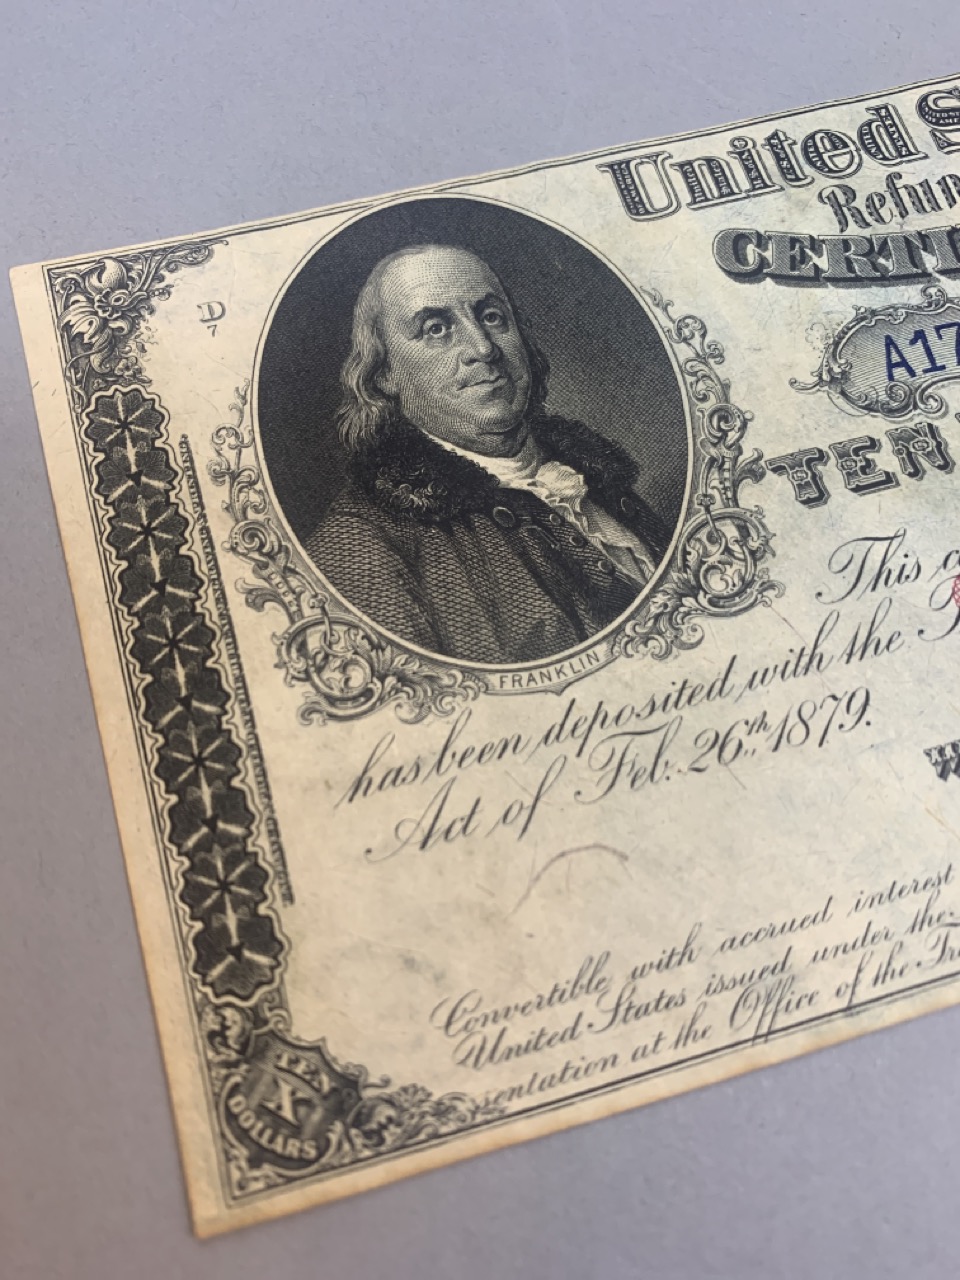 United S
Refun
CERTI
D
7
A17
TEN
FRANKLIN
This
has been deposited with the
Act of Feb. 26th, 1879.
Convertible with accrued interest
United States issued under the
sentation at the Office of the Tr
TEN
X
DOLLARS